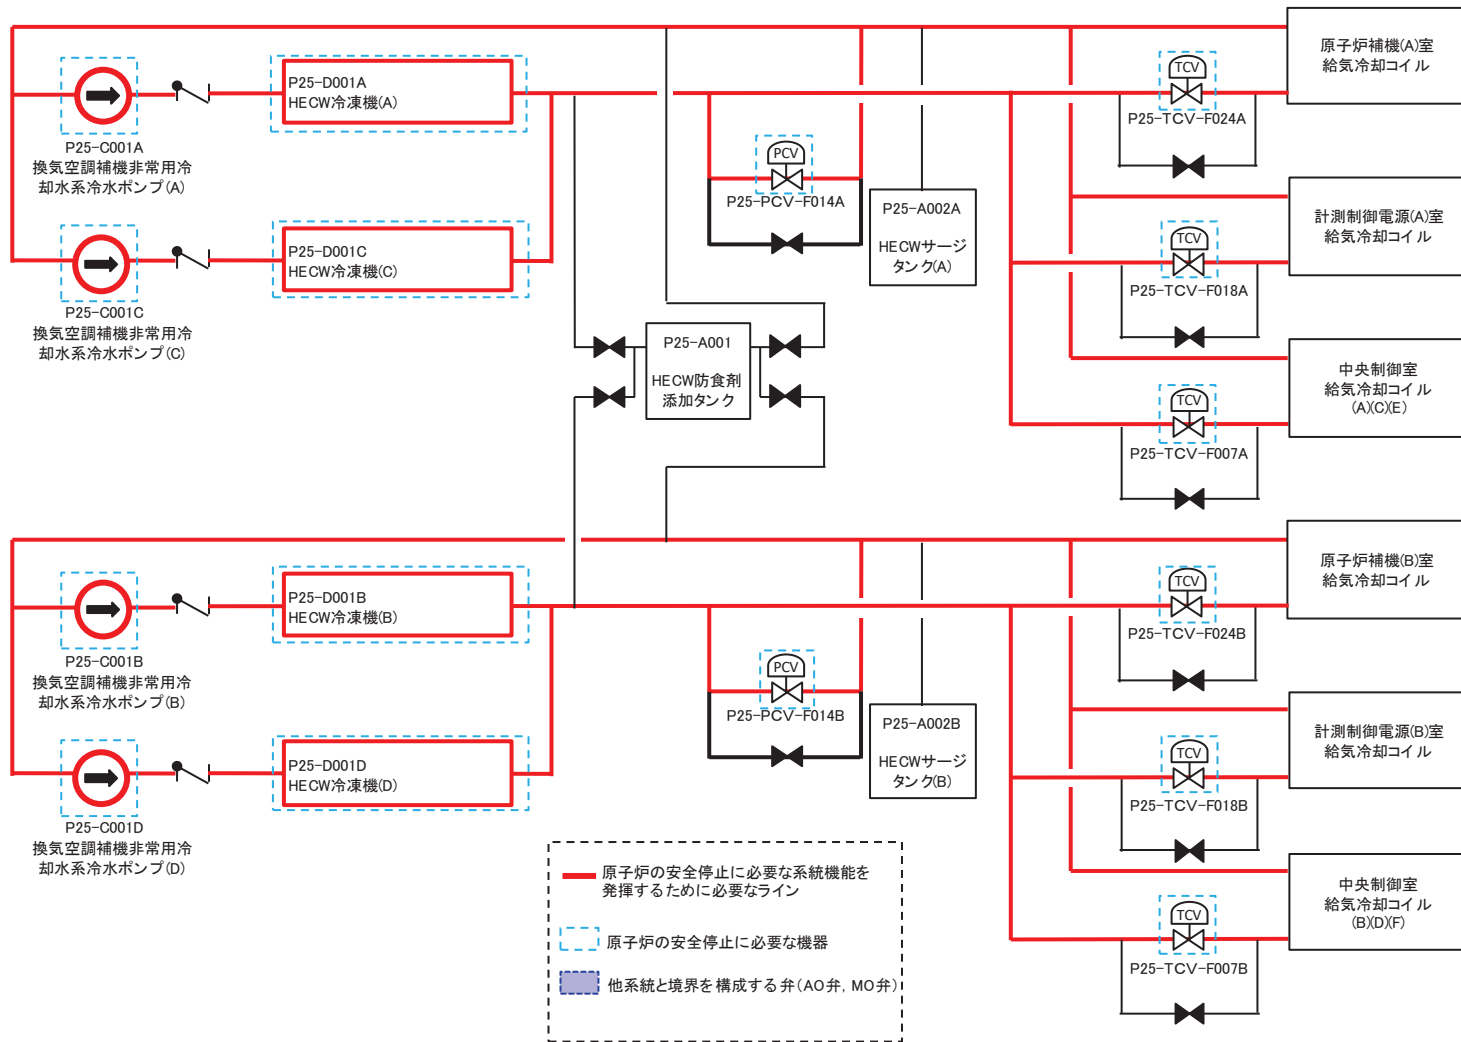 P25-C001A
換気空調補機非常用冷
却水系冷水ポンプ(A)
P25-D001A
HECW冷凍機(A)
P25-C001C
換気空調補機非常用冷
却水系冷水ポンプ(C)
P25-D001C
HECW冷凍機(C)
PCV
P25-PCV-F014A
P25-A002A
HECWサージ
タンク(A)
P25-A001
HECW防食剤
添加タンク
TCV
P25-TCV-F024A
原子炉補機(A)室
給気冷却コイル
TCV
P25-TCV-F018A
計測制御電源(A)室
給気冷却コイル
TCV
P25-TCV-F007A
中央制御室
給気冷却コイル
(A)(C)(E)
P25-C001B
換気空調補機非常用冷
却水系冷水ポンプ(B)
P25-D001B
HECW冷凍機(B)
P25-C001D
換気空調補機非常用冷
却水系冷水ポンプ(D)
P25-D001D
HECW冷凍機(D)
PCV
P25-PCV-F014B
P25-A002B
HECWサージ
タンク(B)
TCV
P25-TCV-F024B
原子炉補機(B)室
給気冷却コイル
TCV
P25-TCV-F018B
計測制御電源(B)室
給気冷却コイル
TCV
P25-TCV-F007B
中央制御室
給気冷却コイル
(B)(D)(F)
原子炉の安全停止に必要な系統機能を
発揮するために必要なライン
原子炉の安全停止に必要な機器
他系統と境界を構成する弁(AO弁, MO弁)